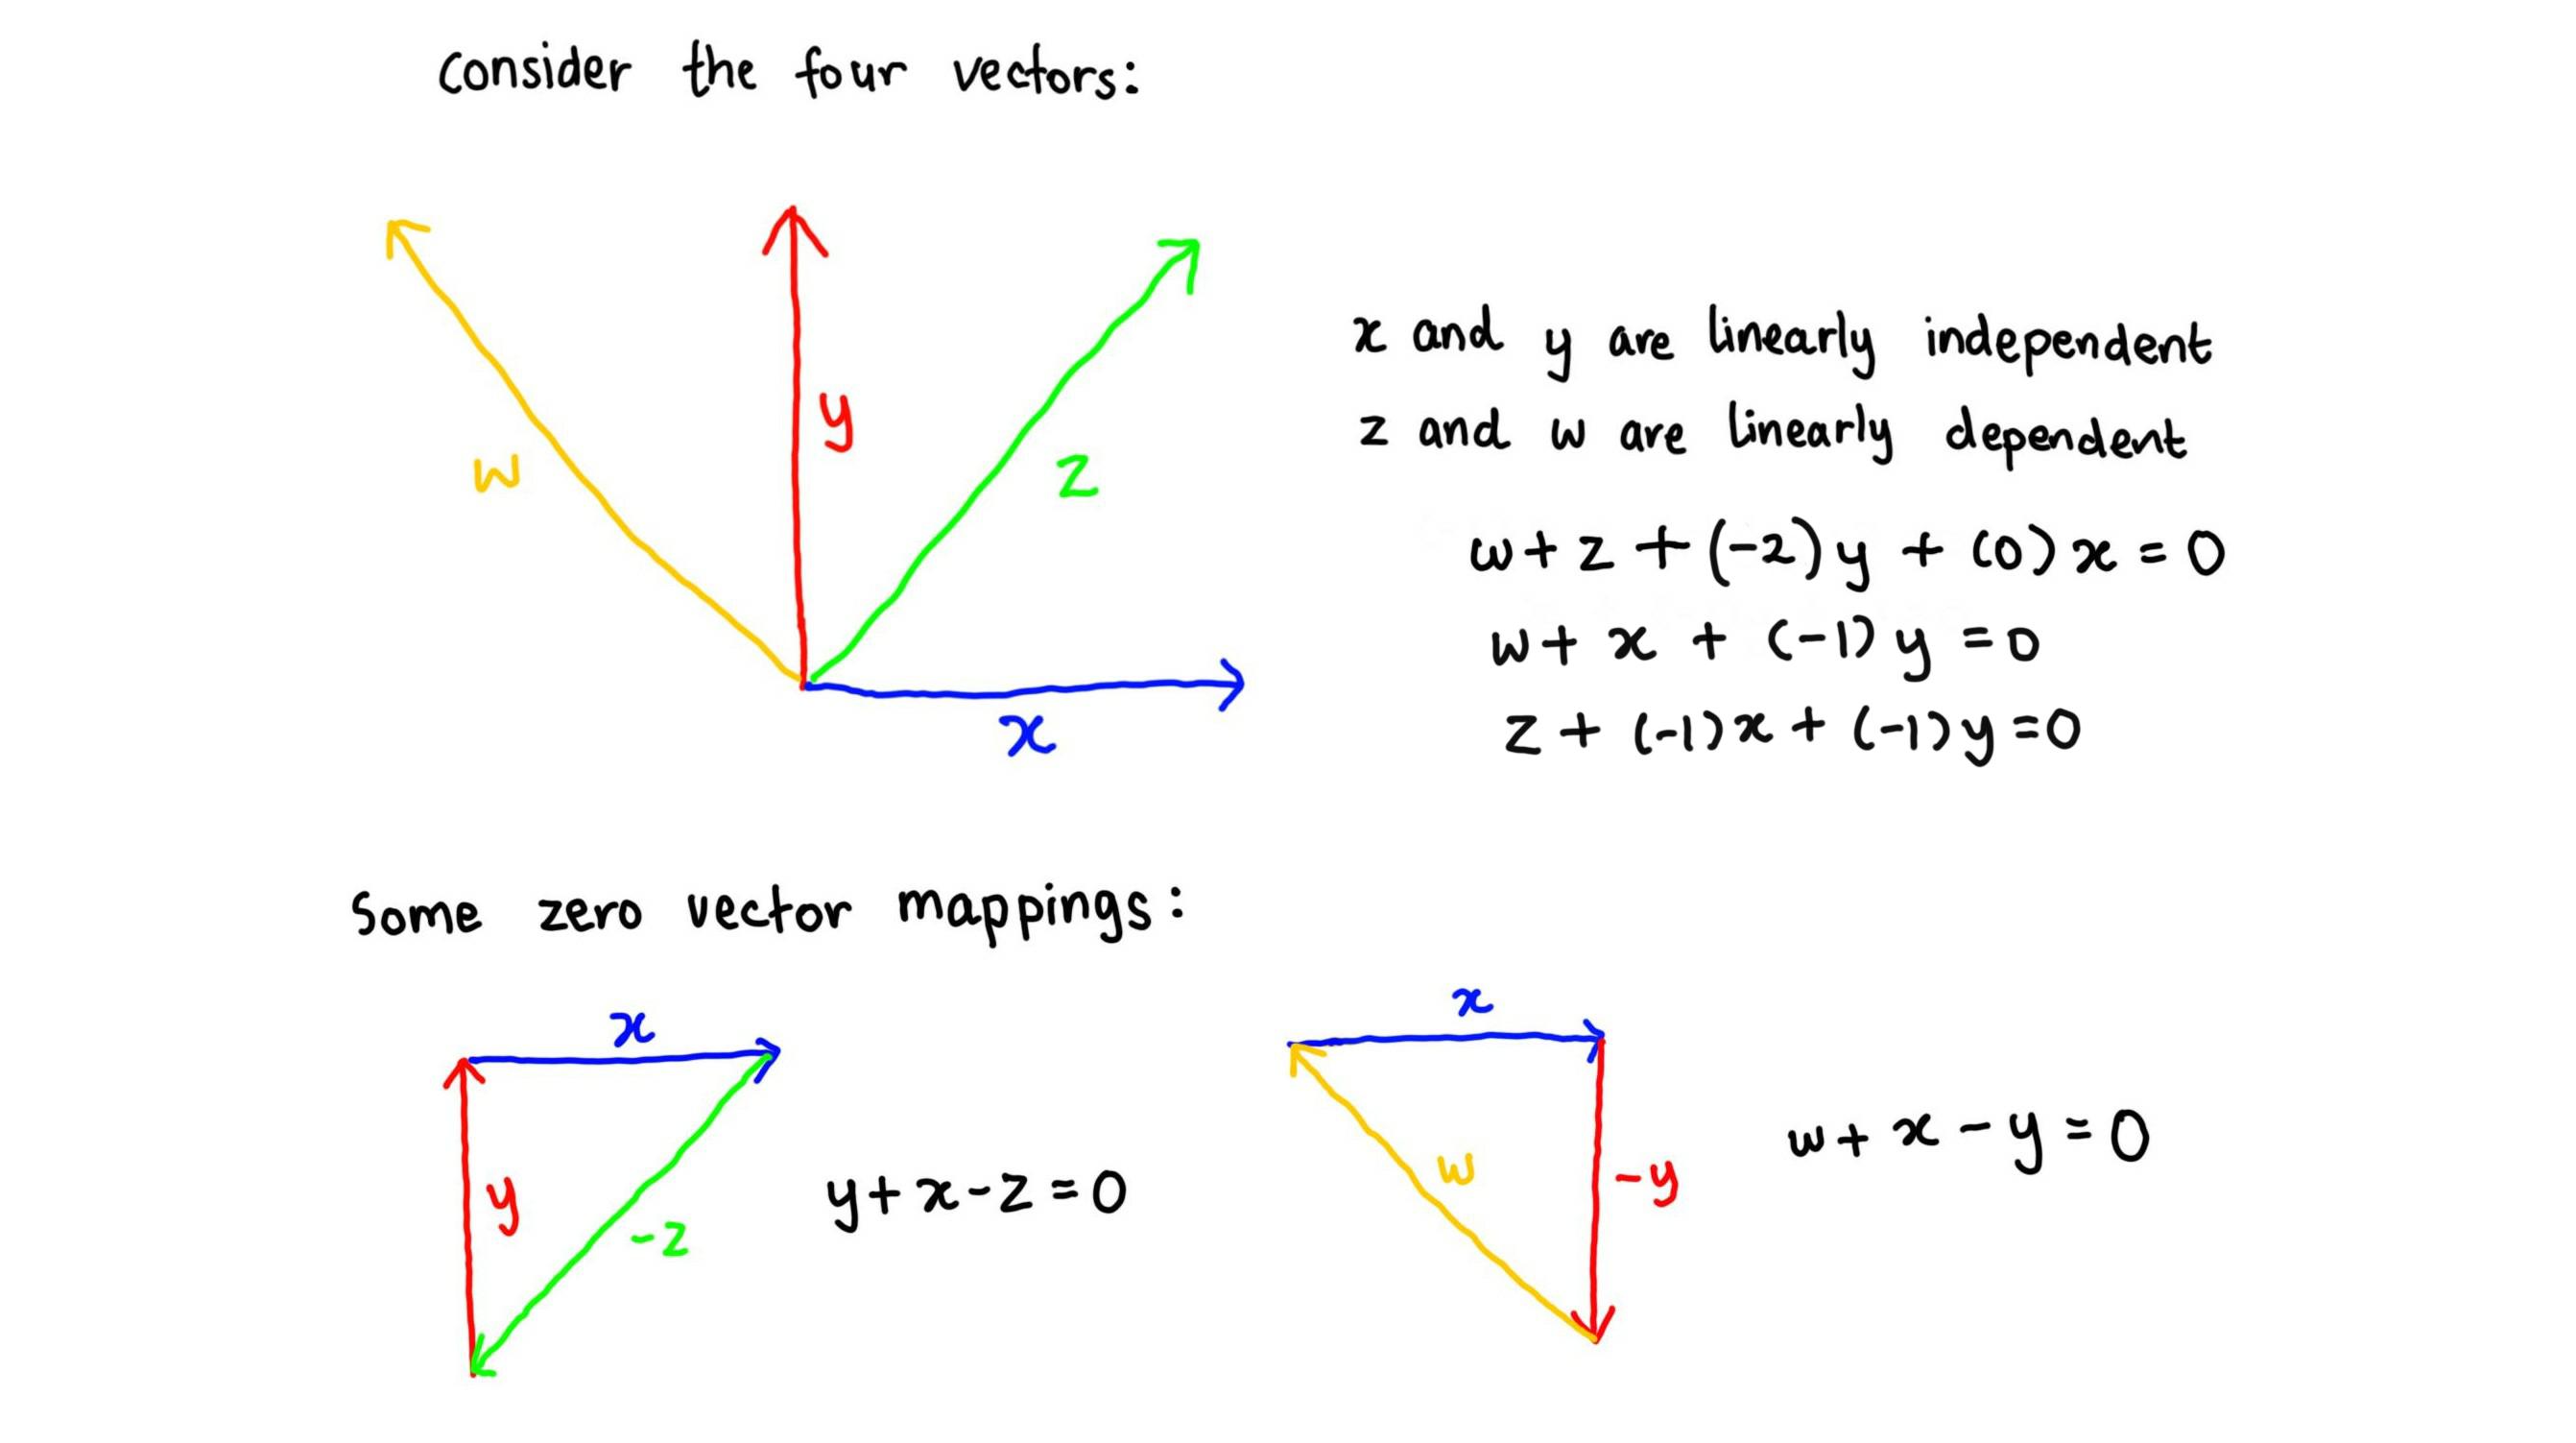 consider the four vectors:
w
y
z
x
x and y are linearly independent
z and w are linearly dependent
w + z + (-2) y + (0) x = 0
w + x + (-1) y = 0
z + (-1) x + (-1) y = 0
Some zero vector mappings:
x
y
-z
y + x - z = 0
x
w
-y
w + x - y = 0